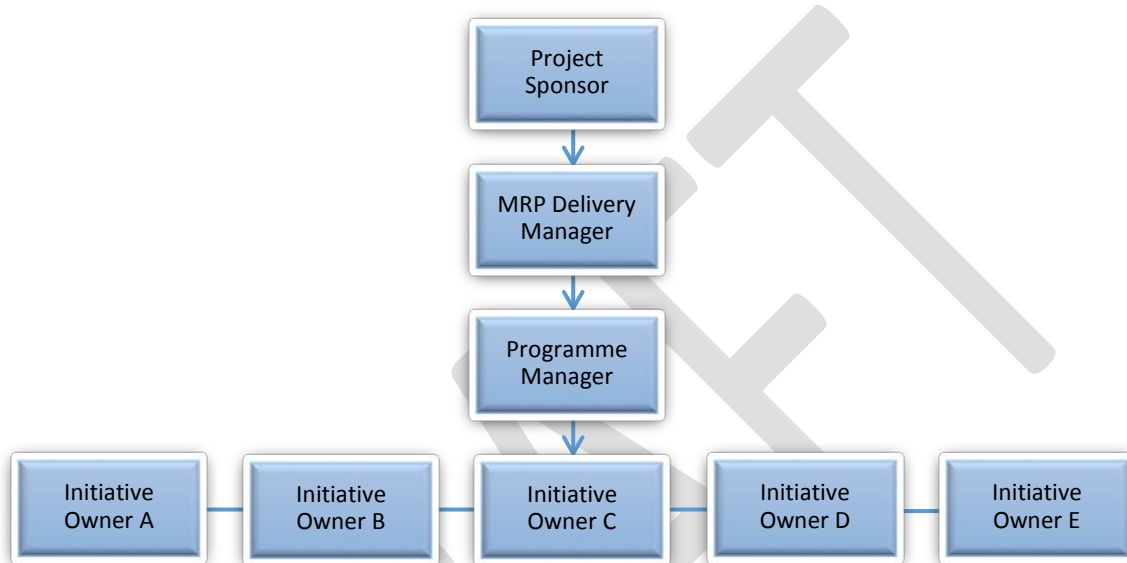 Project
Sponsor
MRP Delivery
Manager
Programme
Manager
Initiative
Owner A
Initiative
Owner B
Initiative
Owner C
Initiative
Owner D
Initiative
Owner E